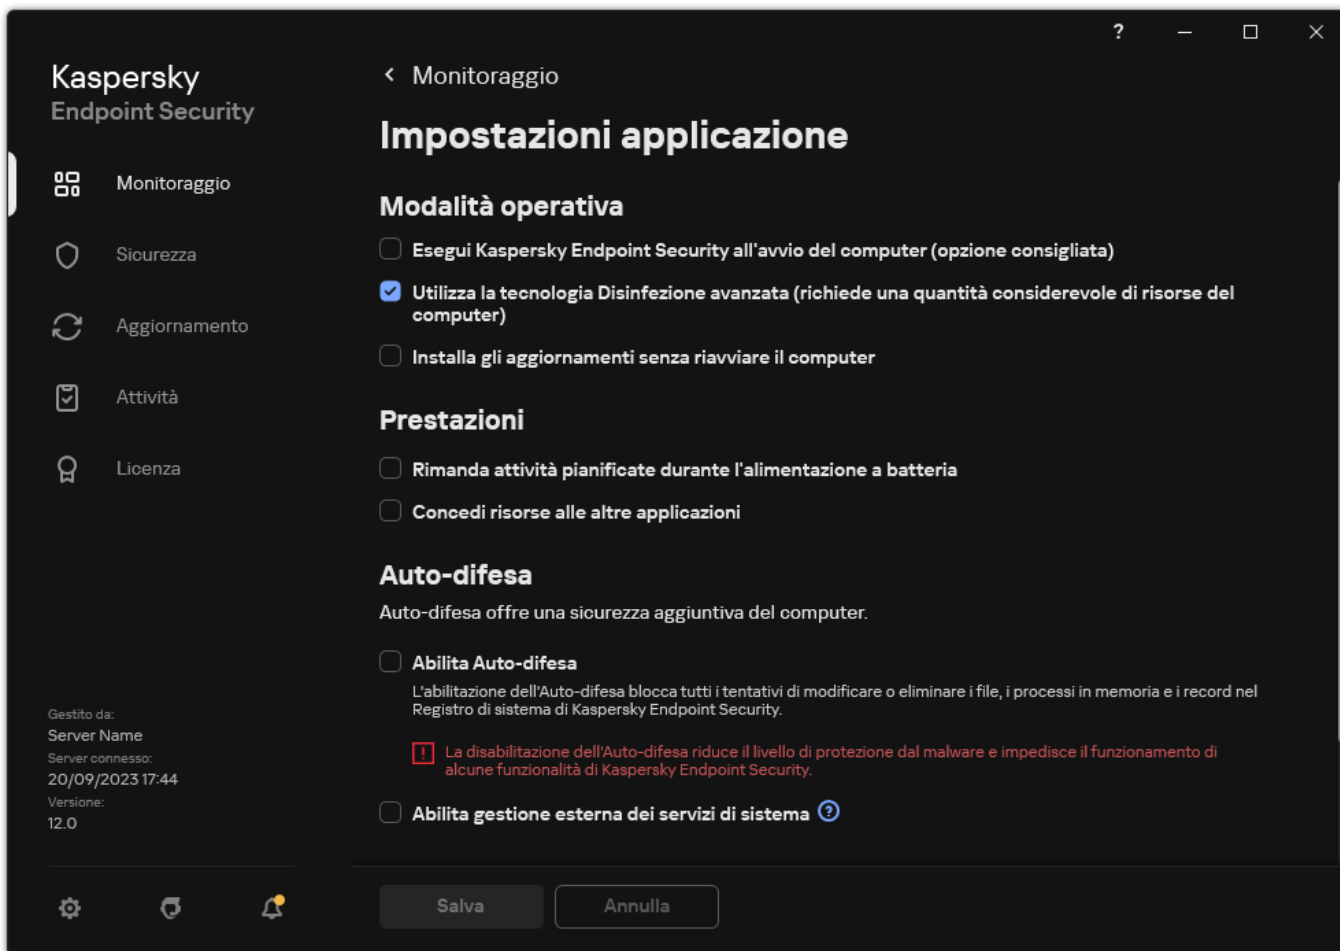 Kaspersky
Endpoint Security
Monitoraggio
Sicurezza
Aggiornamento
Attività
Licenza
Gestito da:
Server Name
Server connesso:
20/09/2023 17:44
Versione:
12.0
?
Monitoraggio
Impostazioni applicazione
Modalità operativa
Esegui Kaspersky Endpoint Security all'avvio del computer (opzione consigliata)
Utilizza la tecnologia Disinfezione avanzata (richiede una quantità considerevole di risorse del
computer)
Installa gli aggiornamenti senza riavviare il computer
Prestazioni
Rimanda attività pianificate durante l'alimentazione a batteria
Concedi risorse alle altre applicazioni
Auto-difesa
Auto-difesa offre una sicurezza aggiuntiva del computer.
Abilita Auto-difesa
L'abilitazione dell'Auto-difesa blocca tutti i tentativi di modificare o eliminare i file, i processi in memoria e i record nel
Registro di sistema di Kaspersky Endpoint Security.
! La disabilitazione dell'Auto-difesa riduce il livello di protezione dal malware e impedisce il funzionamento di
alcune funzionalità di Kaspersky Endpoint Security.
Abilita gestione esterna dei servizi di sistema ?
Salva
Annulla